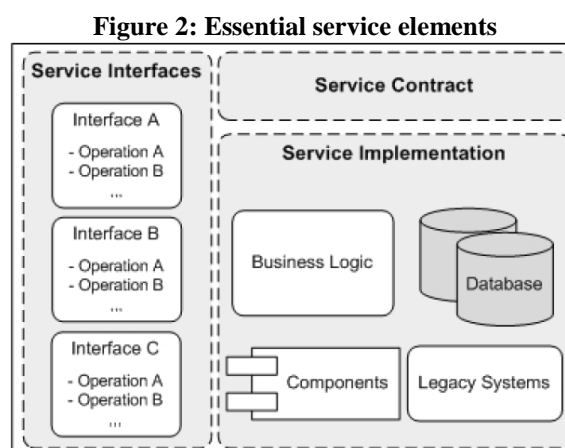 Figure 2: Essential service elements
Service Interfaces
Interface A
- Operation A
- Operation B
...
Interface B
- Operation A
- Operation B
...
Interface C
- Operation A
- Operation B
...
Service Contract
Service Implementation
Business Logic
Database
Components
Legacy Systems